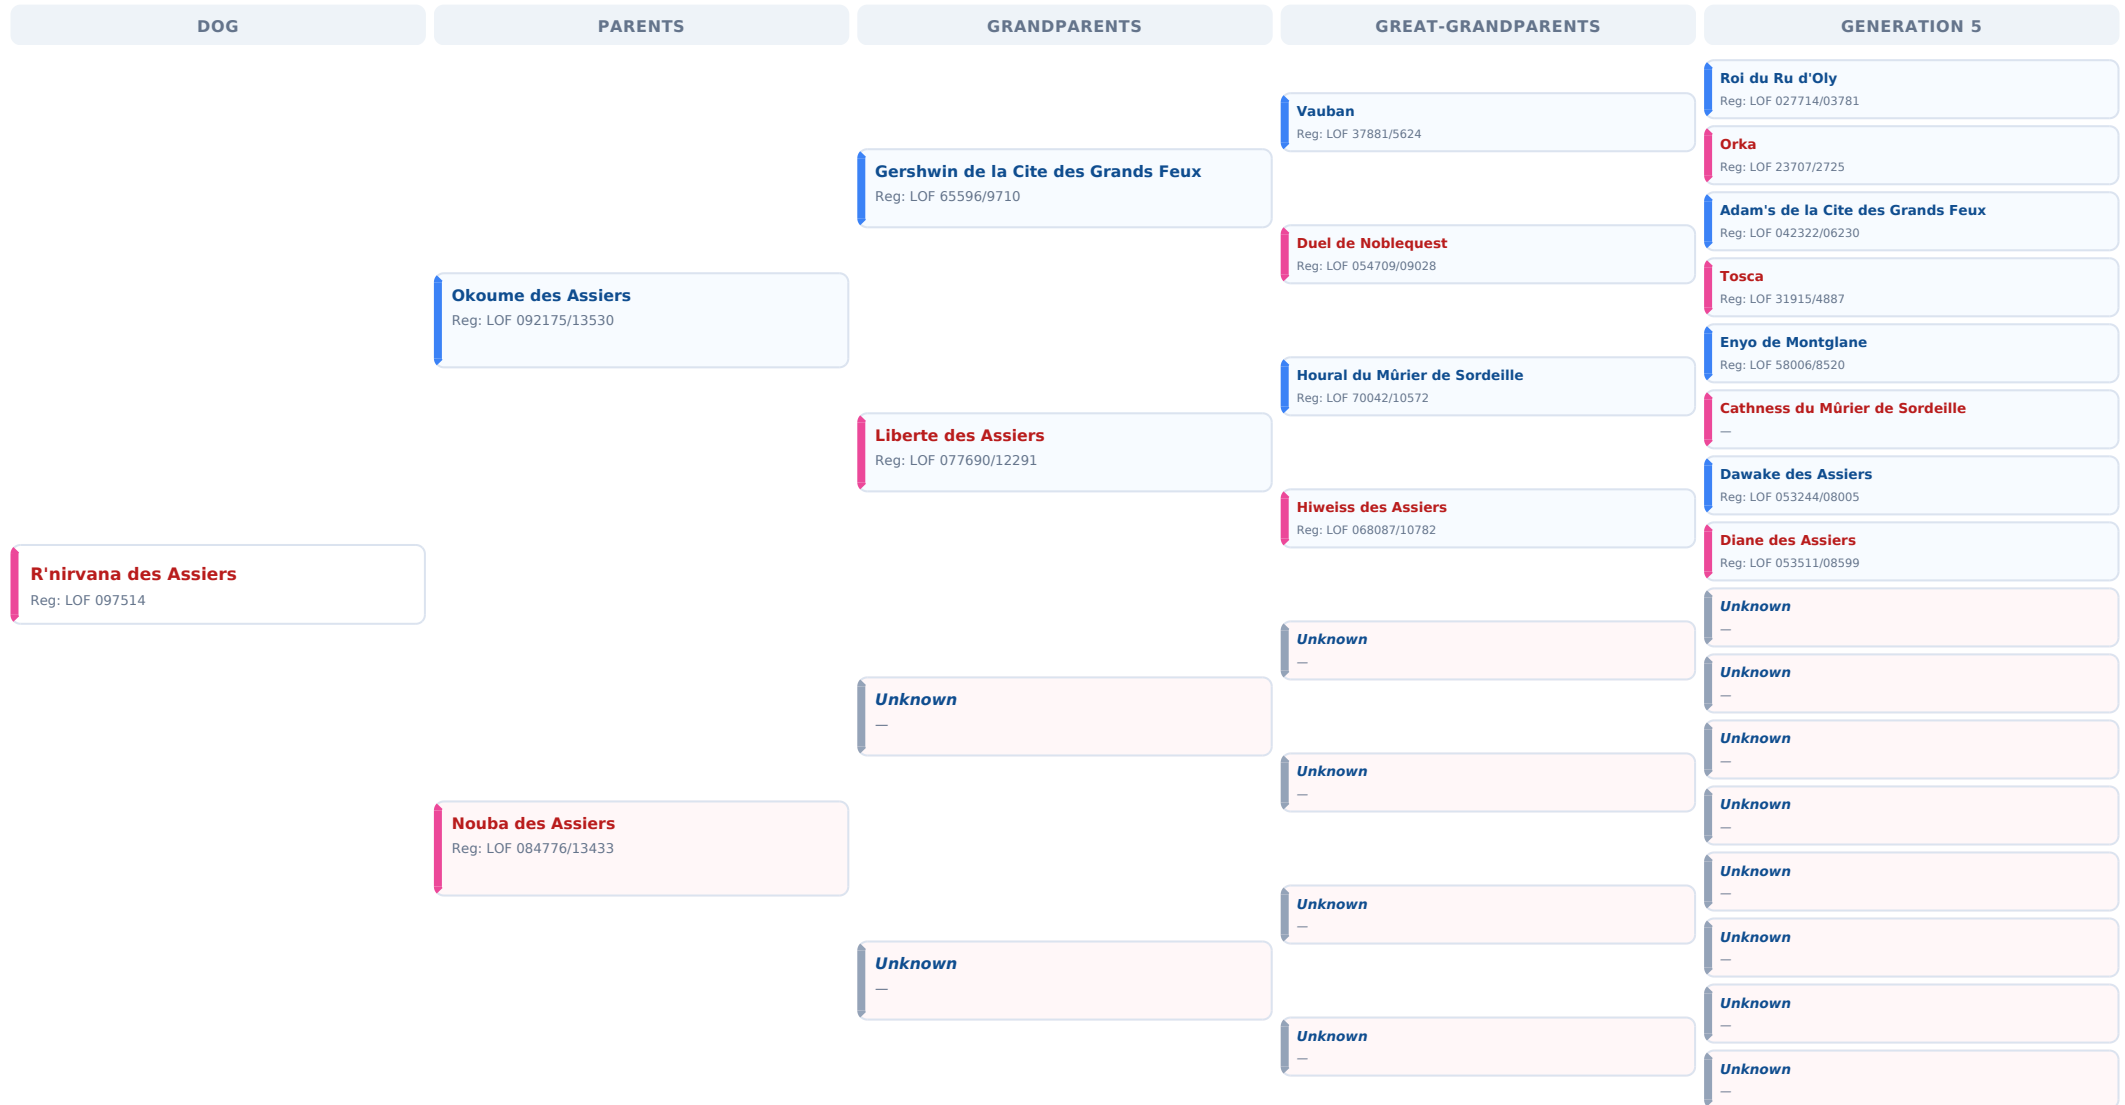 DOG
PARENTS
GRANDPARENTS
GREAT-GRANDPARENTS
GENERATION 5
R'nirvana des Assiers
Reg: LOF 097514
Okoume des Assiers
Reg: LOF 092175/13530
Nouba des Assiers
Reg: LOF 084776/13433
Gershwin de la Cite des Grands Feux
Reg: LOF 65596/9710
Liberte des Assiers
Reg: LOF 077690/12291
Unknown
—
Unknown
—
Vauban
Reg: LOF 37881/5624
Duel de Noblequest
Reg: LOF 054709/09028
Houral du Mûrier de Sordeille
Reg: LOF 70042/10572
Hiweiss des Assiers
Reg: LOF 068087/10782
Unknown
—
Unknown
—
Unknown
—
Unknown
—
Roi du Ru d'Oly
Reg: LOF 027714/03781
Orka
Reg: LOF 23707/2725
Adam's de la Cite des Grands Feux
Reg: LOF 042322/06230
Tosca
Reg: LOF 31915/4887
Enyo de Montglane
Reg: LOF 58006/8520
Cathness du Mûrier de Sordeille
—
Dawake des Assiers
Reg: LOF 053244/08005
Diane des Assiers
Reg: LOF 053511/08599
Unknown
—
Unknown
—
Unknown
—
Unknown
—
Unknown
—
Unknown
—
Unknown
—
Unknown
—